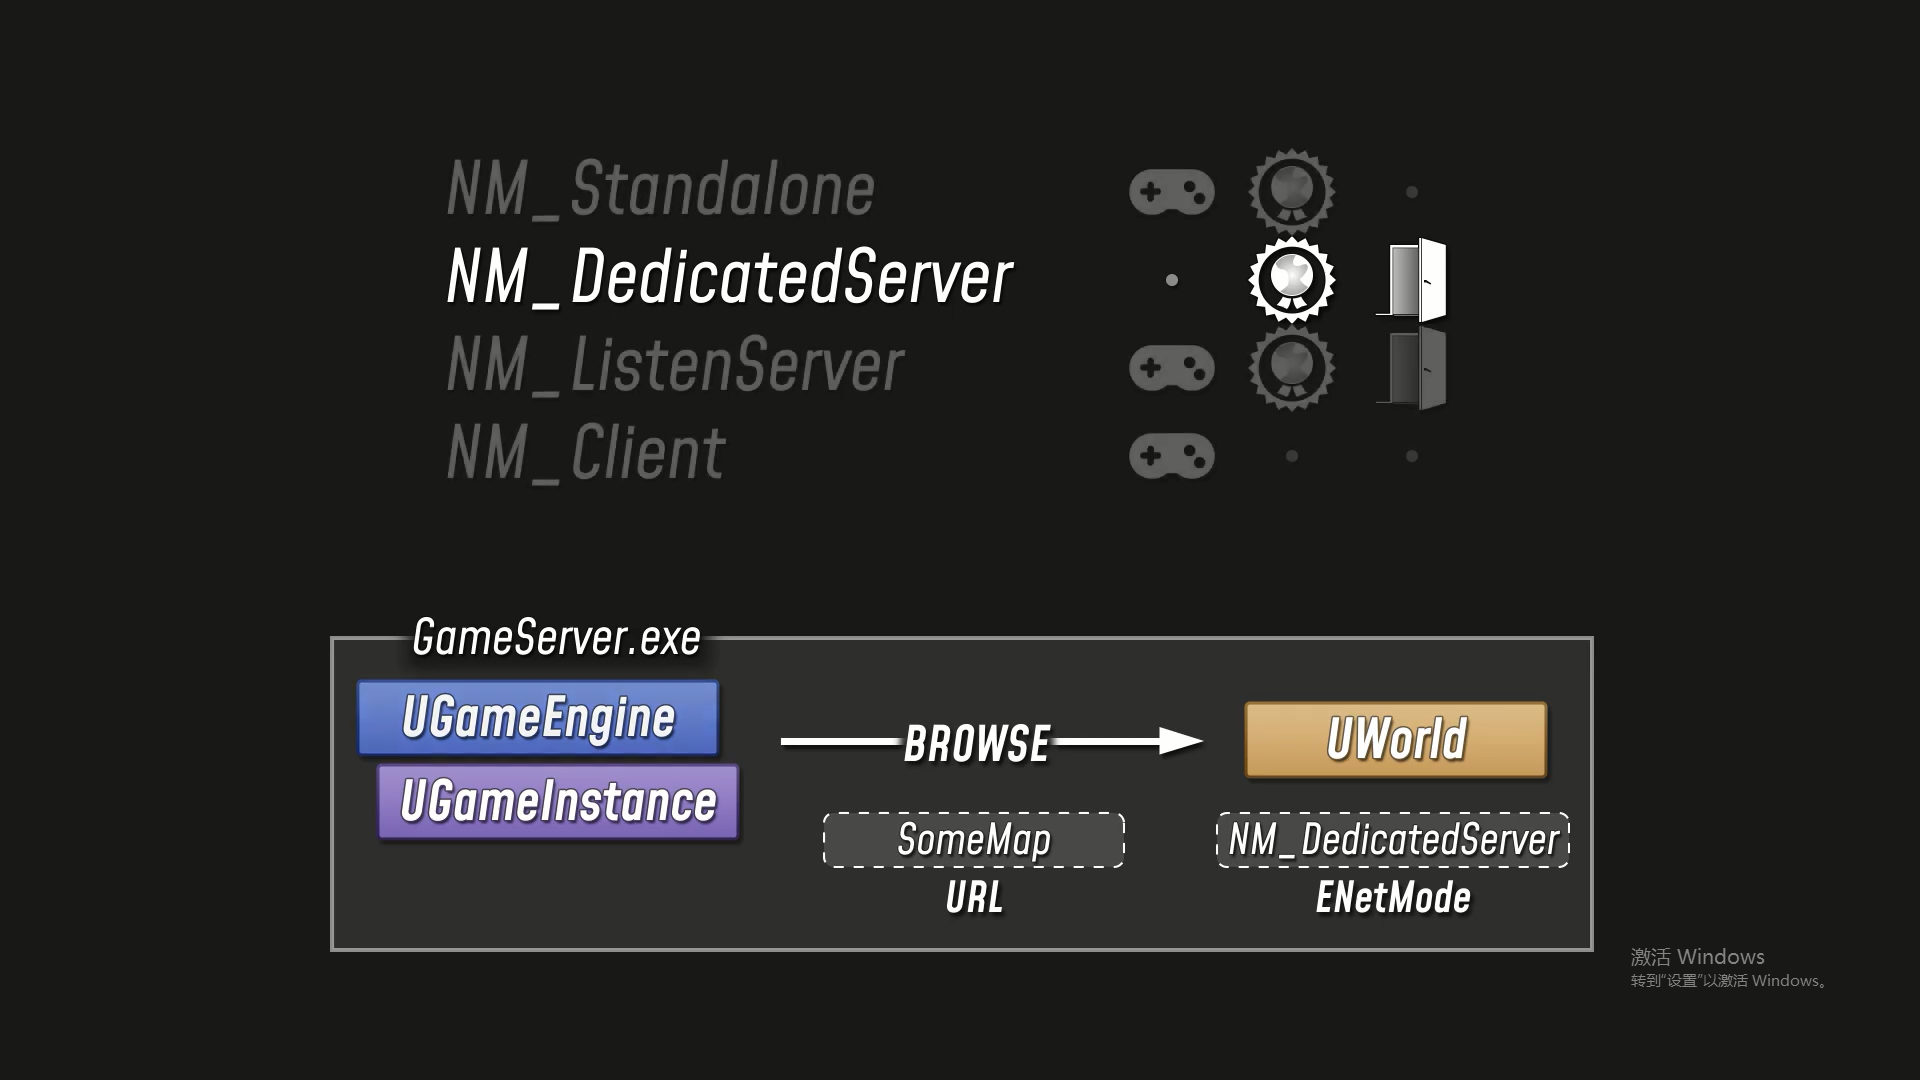 NM_Standalone
NM_DedicatedServer
NM_ListenServer
NM_Client
GameServer.exe
UGameEngine
UGameInstance
BROWSE
SomeMap
URL
UWorld
NM_DedicatedServer
ENetMode
激活 Windows
转到“设置”以激活 Windows。